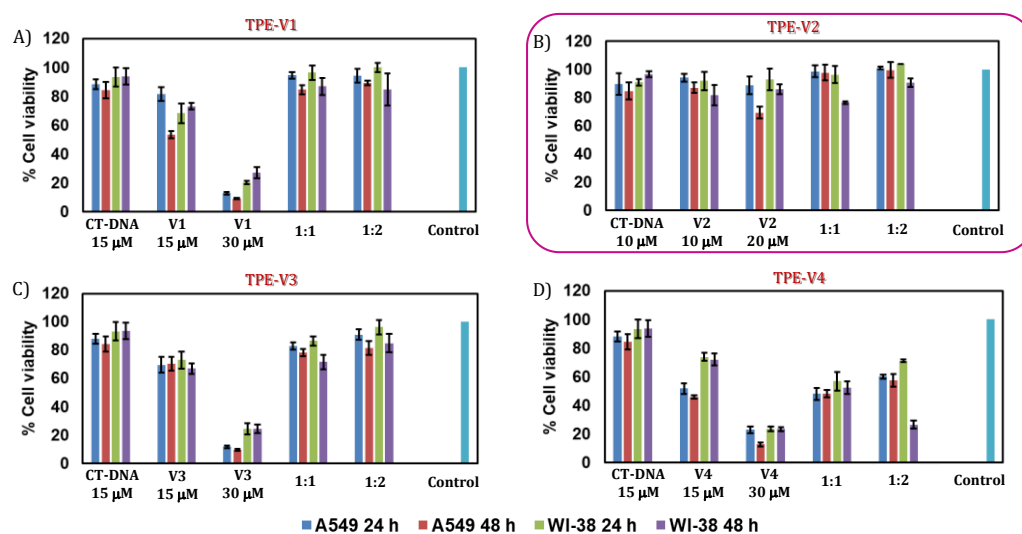 TPE-V1
A)
% Cell viability
120
100
80
60
40
20
0
CT-DNA 15 µM
V1 15 µM
V1 30 µM
1:1
1:2
Control
TPE-V2
B)
% Cell viability
120
100
80
60
40
20
0
CT-DNA 10 µM
V2 10 µM
V2 20 µM
1:1
1:2
Control
TPE-V3
C)
% Cell viability
120
100
80
60
40
20
0
CT-DNA 15 µM
V3 15 µM
V3 30 µM
1:1
1:2
Control
TPE-V4
D)
% Cell viability
120
100
80
60
40
20
0
CT-DNA 15 µM
V4 15 µM
V4 30 µM
1:1
1:2
Control
A549 24 h A549 48 h WI-38 24 h WI-38 48 h